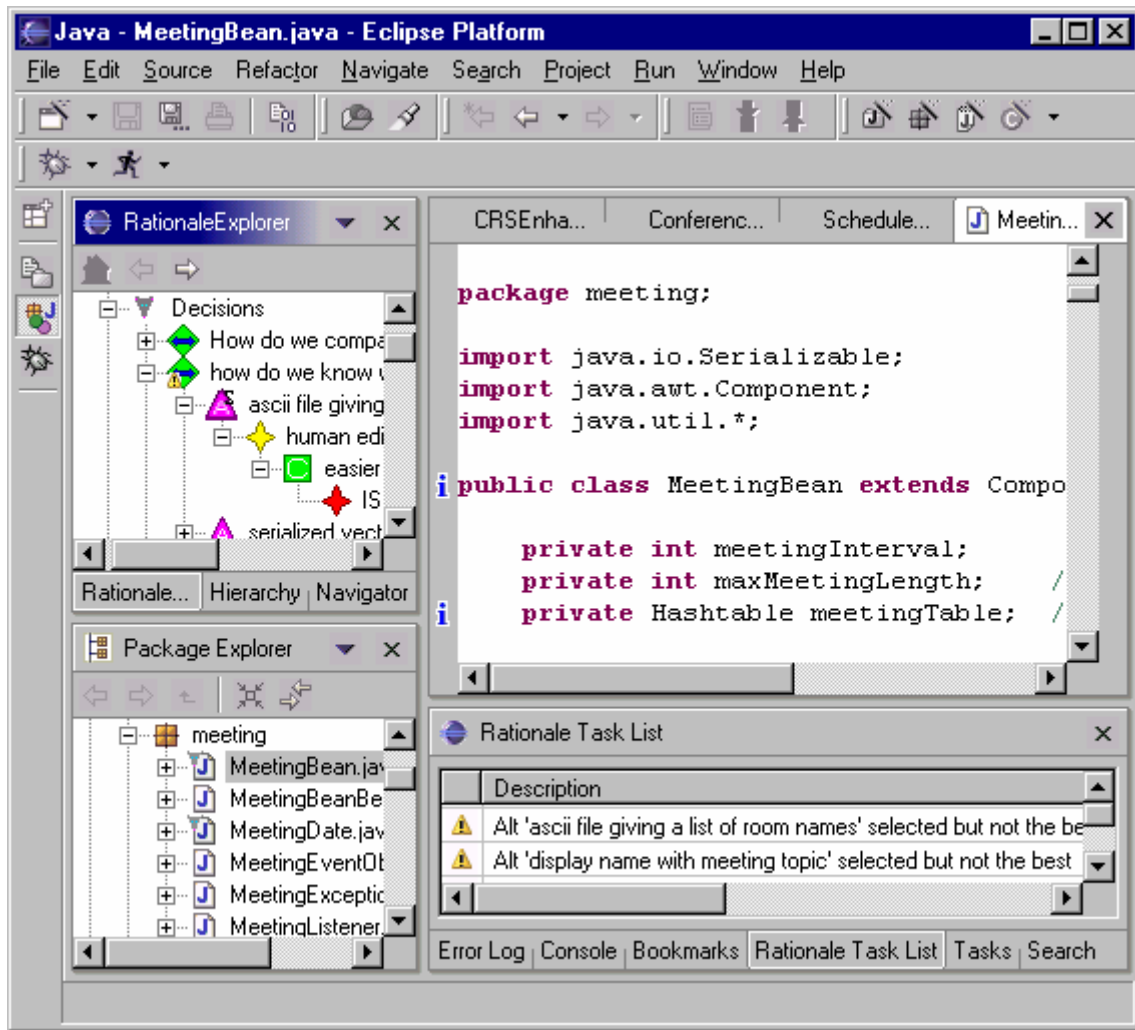 Java - MeetingBean.java - Eclipse Platform
File Edit Source Refactor Navigate Search Project Run Window Help
RationaleExplorer
Decisions
How do we compa
how do we know
ascii file giving
human edi
easier
IS
serialized vect
Rationale... Hierarchy Navigator
Package Explorer
meeting
MeetingBean.jav
MeetingBeanBe
MeetingDate.jav
MeetingEventOb
MeetingExceptio
MeetingListener.
CRSEnha... Conferenc... Schedule... Meetin...
package meeting;
import java.io.Serializable;
import java.awt.Component;
import java.util.*;
public class MeetingBean extends Compo
private int meetingInterval;
private int maxMeetingLength; /
private Hashtable meetingTable; /
Rationale Task List
Description
Alt 'ascii file giving a list of room names' selected but not the be
Alt 'display name with meeting topic' selected but not the best
Error Log Console Bookmarks Rationale Task List Tasks Search